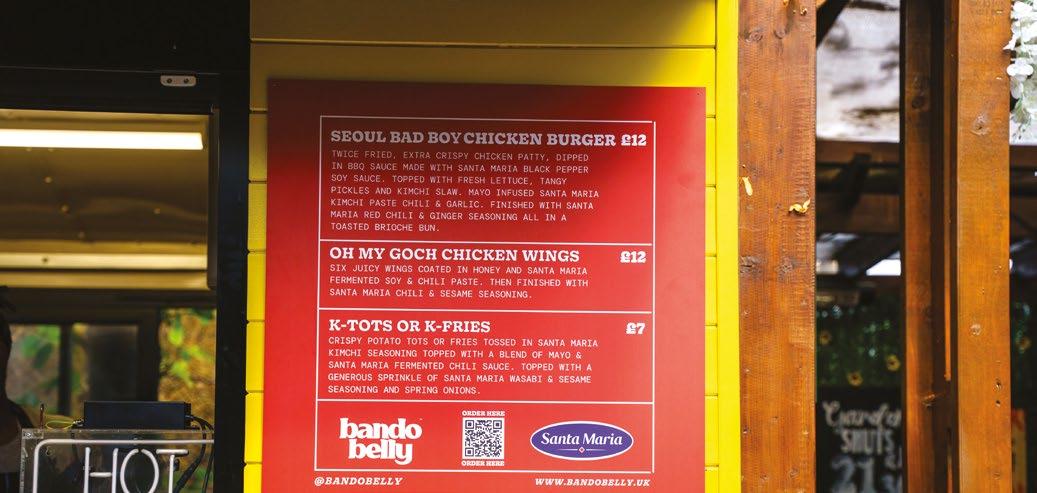 SEOUL BAD BOY CHICKEN BURGER £12
TWICE FRIED, EXTRA CRISPY CHICKEN PATTY, DIPPED
IN BBQ SAUCE MADE WITH SANTA MARIA BLACK PEPPER
SOY SAUCE. TOPPED WITH FRESH LETTUCE, TANGY
PICKLES AND KIMCHI SLAW. MAYO INFUSED SANTA MARIA
KIMCHI PASTE CHILI & GARLIC. FINISHED WITH SANTA
MARIA RED CHILI & GINGER SEASONING ALL IN A
TOASTED BRIOCHE BUN.
OH MY GOCH CHICKEN WINGS £12
SIX JUICY WINGS COATED IN HONEY AND SANTA MARIA
FERMENTED SOY & CHILI PASTE. THEN FINISHED WITH
SANTA MARIA CHILI & SESAME SEASONING.
K-TOTS OR K-FRIES £7
CRISPY POTATO TOTS OR FRIES TOSSED IN SANTA MARIA
KIMCHI SEASONING TOPPED WITH A BLEND OF MAYO &
SANTA MARIA FERMENTED CHILI SAUCE. TOPPED WITH A
GENEROUS SPRINKLE OF SANTA MARIA WASABI & SESAME
SEASONING AND SPRING ONIONS.
bando
belly
ORDER HERE
ORDER HERE
Santa Maria
@BANDOBELLY WWW.BANDOBELLY.UK
HOT